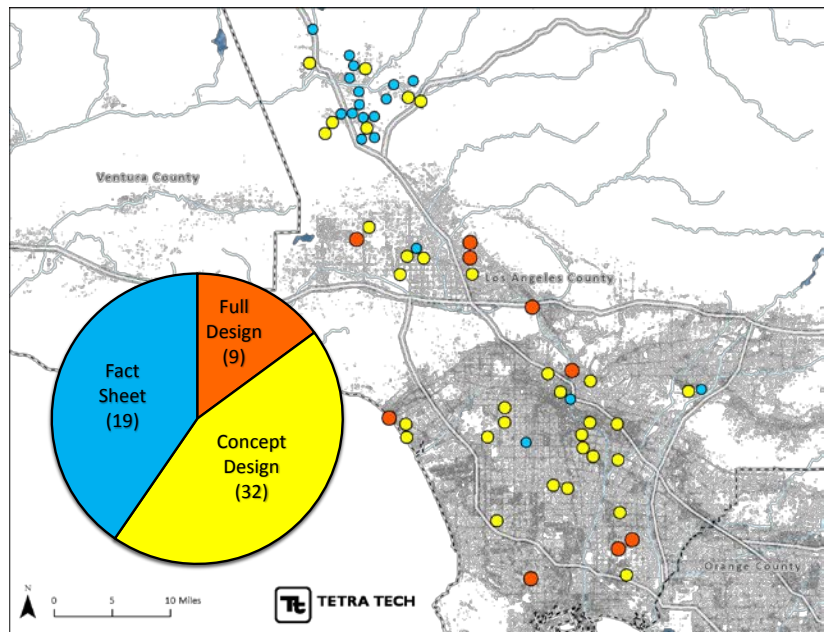 Ventura County
Los Angeles County
Full
Design
(9)
Fact
Sheet
(19)
Concept
Design
(32)
Orange County
N
0 5 10 Miles
Tt
TETRA TECH